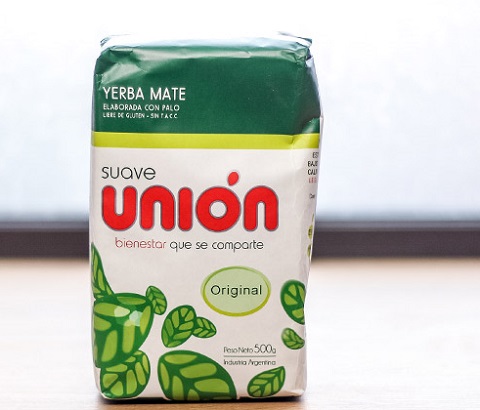 YERBA MATE
ELABORADA CON PALO
LIBRE DE GLUTEN - SIN T.A.C.C
suave
unión
bienestar que se comparte
Original
Peso Neto 500g
Industria Argentina